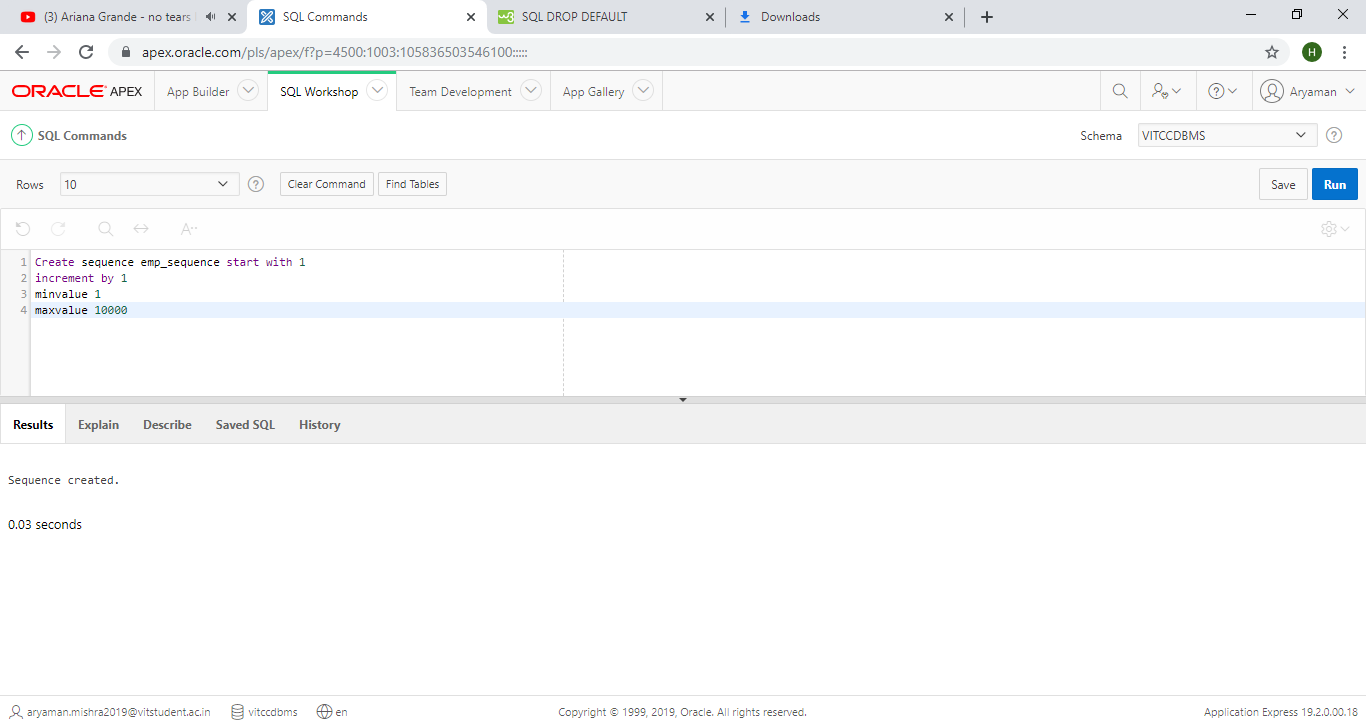 (3) Ariana Grande - no tears
SQL Commands
SQL DROP DEFAULT
Downloads
apex.oracle.com/pls/apex/f?p=4500:1003:105836503546100:::::
H
ORACLE APEX
App Builder
SQL Workshop
Team Development
App Gallery
Aryaman
SQL Commands
Schema
VITCCDBMS
Rows
10
Clear Command
Find Tables
Save
Run
1 Create sequence emp_sequence start with 1
2 increment by 1
3 minvalue 1
4 maxvalue 10000
Results
Explain
Describe
Saved SQL
History
Sequence created.
0.03 seconds
aryaman.mishra2019@vitstudent.ac.in
vitccdbms
en
Copyright © 1999, 2019, Oracle. All rights reserved.
Application Express 19.2.0.00.18